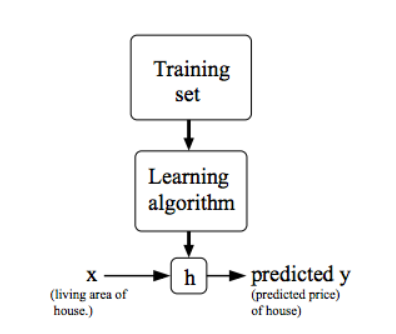 Training
set
Learning
algorithm
x
h
predicted y
(living area of
house.)
(predicted price)
of house)